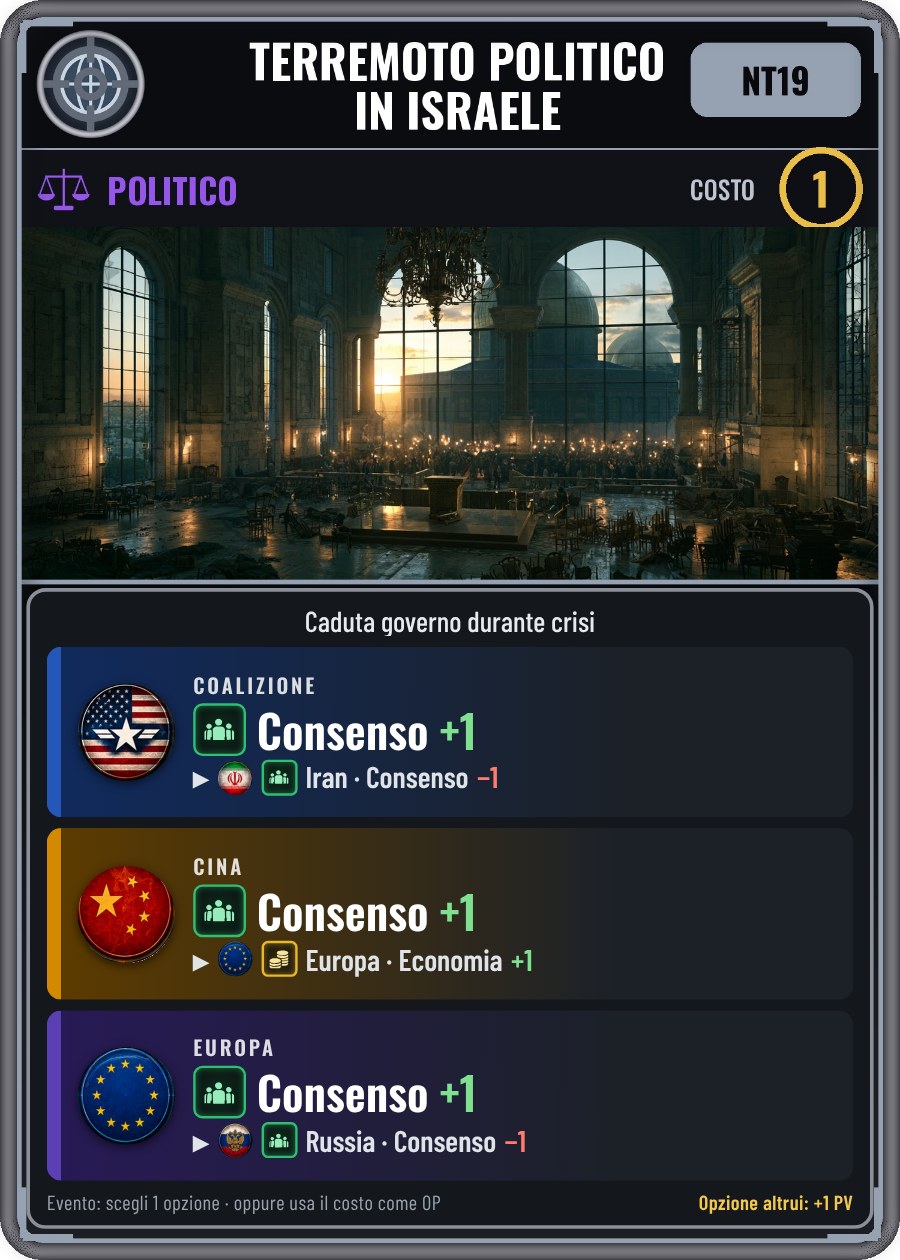 TERREMOTO POLITICO
IN ISRAELE
NT19
POLITICO
COSTO 1
Caduta governo durante crisi
COALIZIONE
Consenso +1
▶ Iran · Consenso −1
CINA
Consenso +1
▶ Europa · Economia +1
EUROPA
Consenso +1
▶ Russia · Consenso −1
Evento: scegli 1 opzione · oppure usa il costo come OP
Opzione altrui: +1 PV